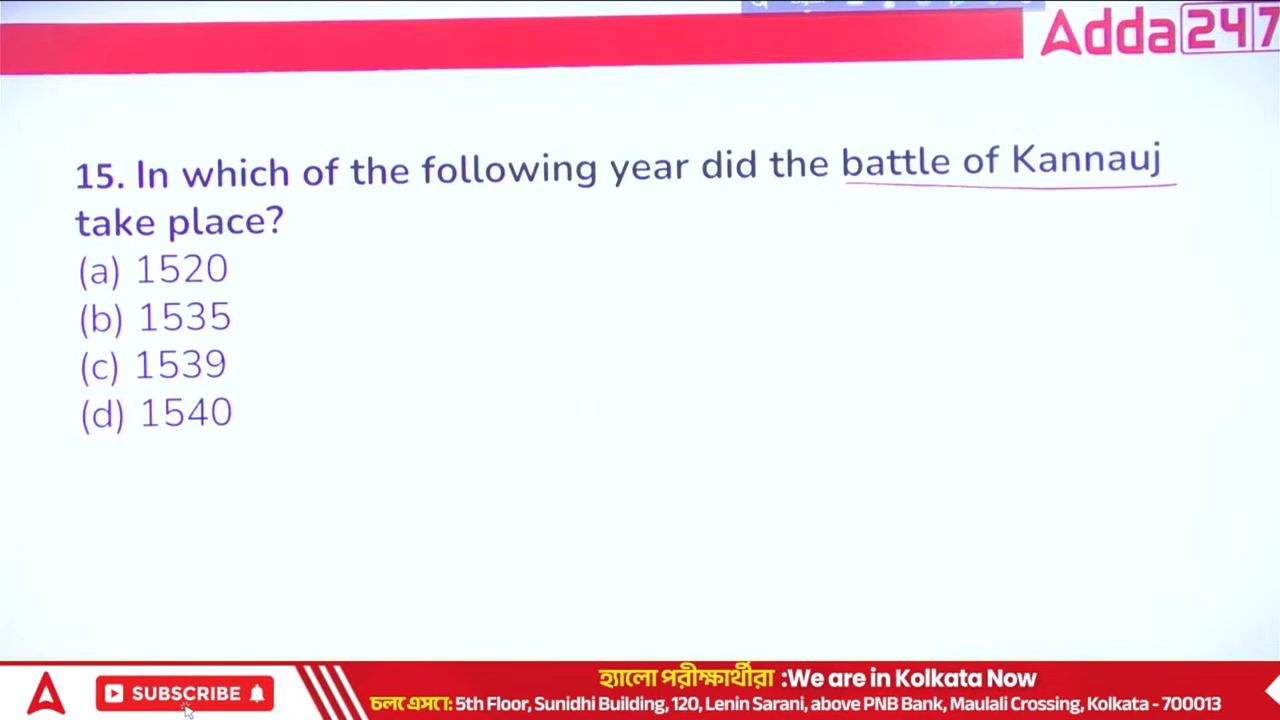 Adda247
15. In which of the following year did the battle of Kannauj
take place?
(a) 1520
(b) 1535
(c) 1539
(d) 1540
SUBSCRIBE
হ্যালো পরীক্ষার্থীরা :We are in Kolkata Now
চলে এসো: 5th Floor, Sunidhi Building, 120, Lenin Sarani, above PNB Bank, Maulali Crossing, Kolkata - 700013